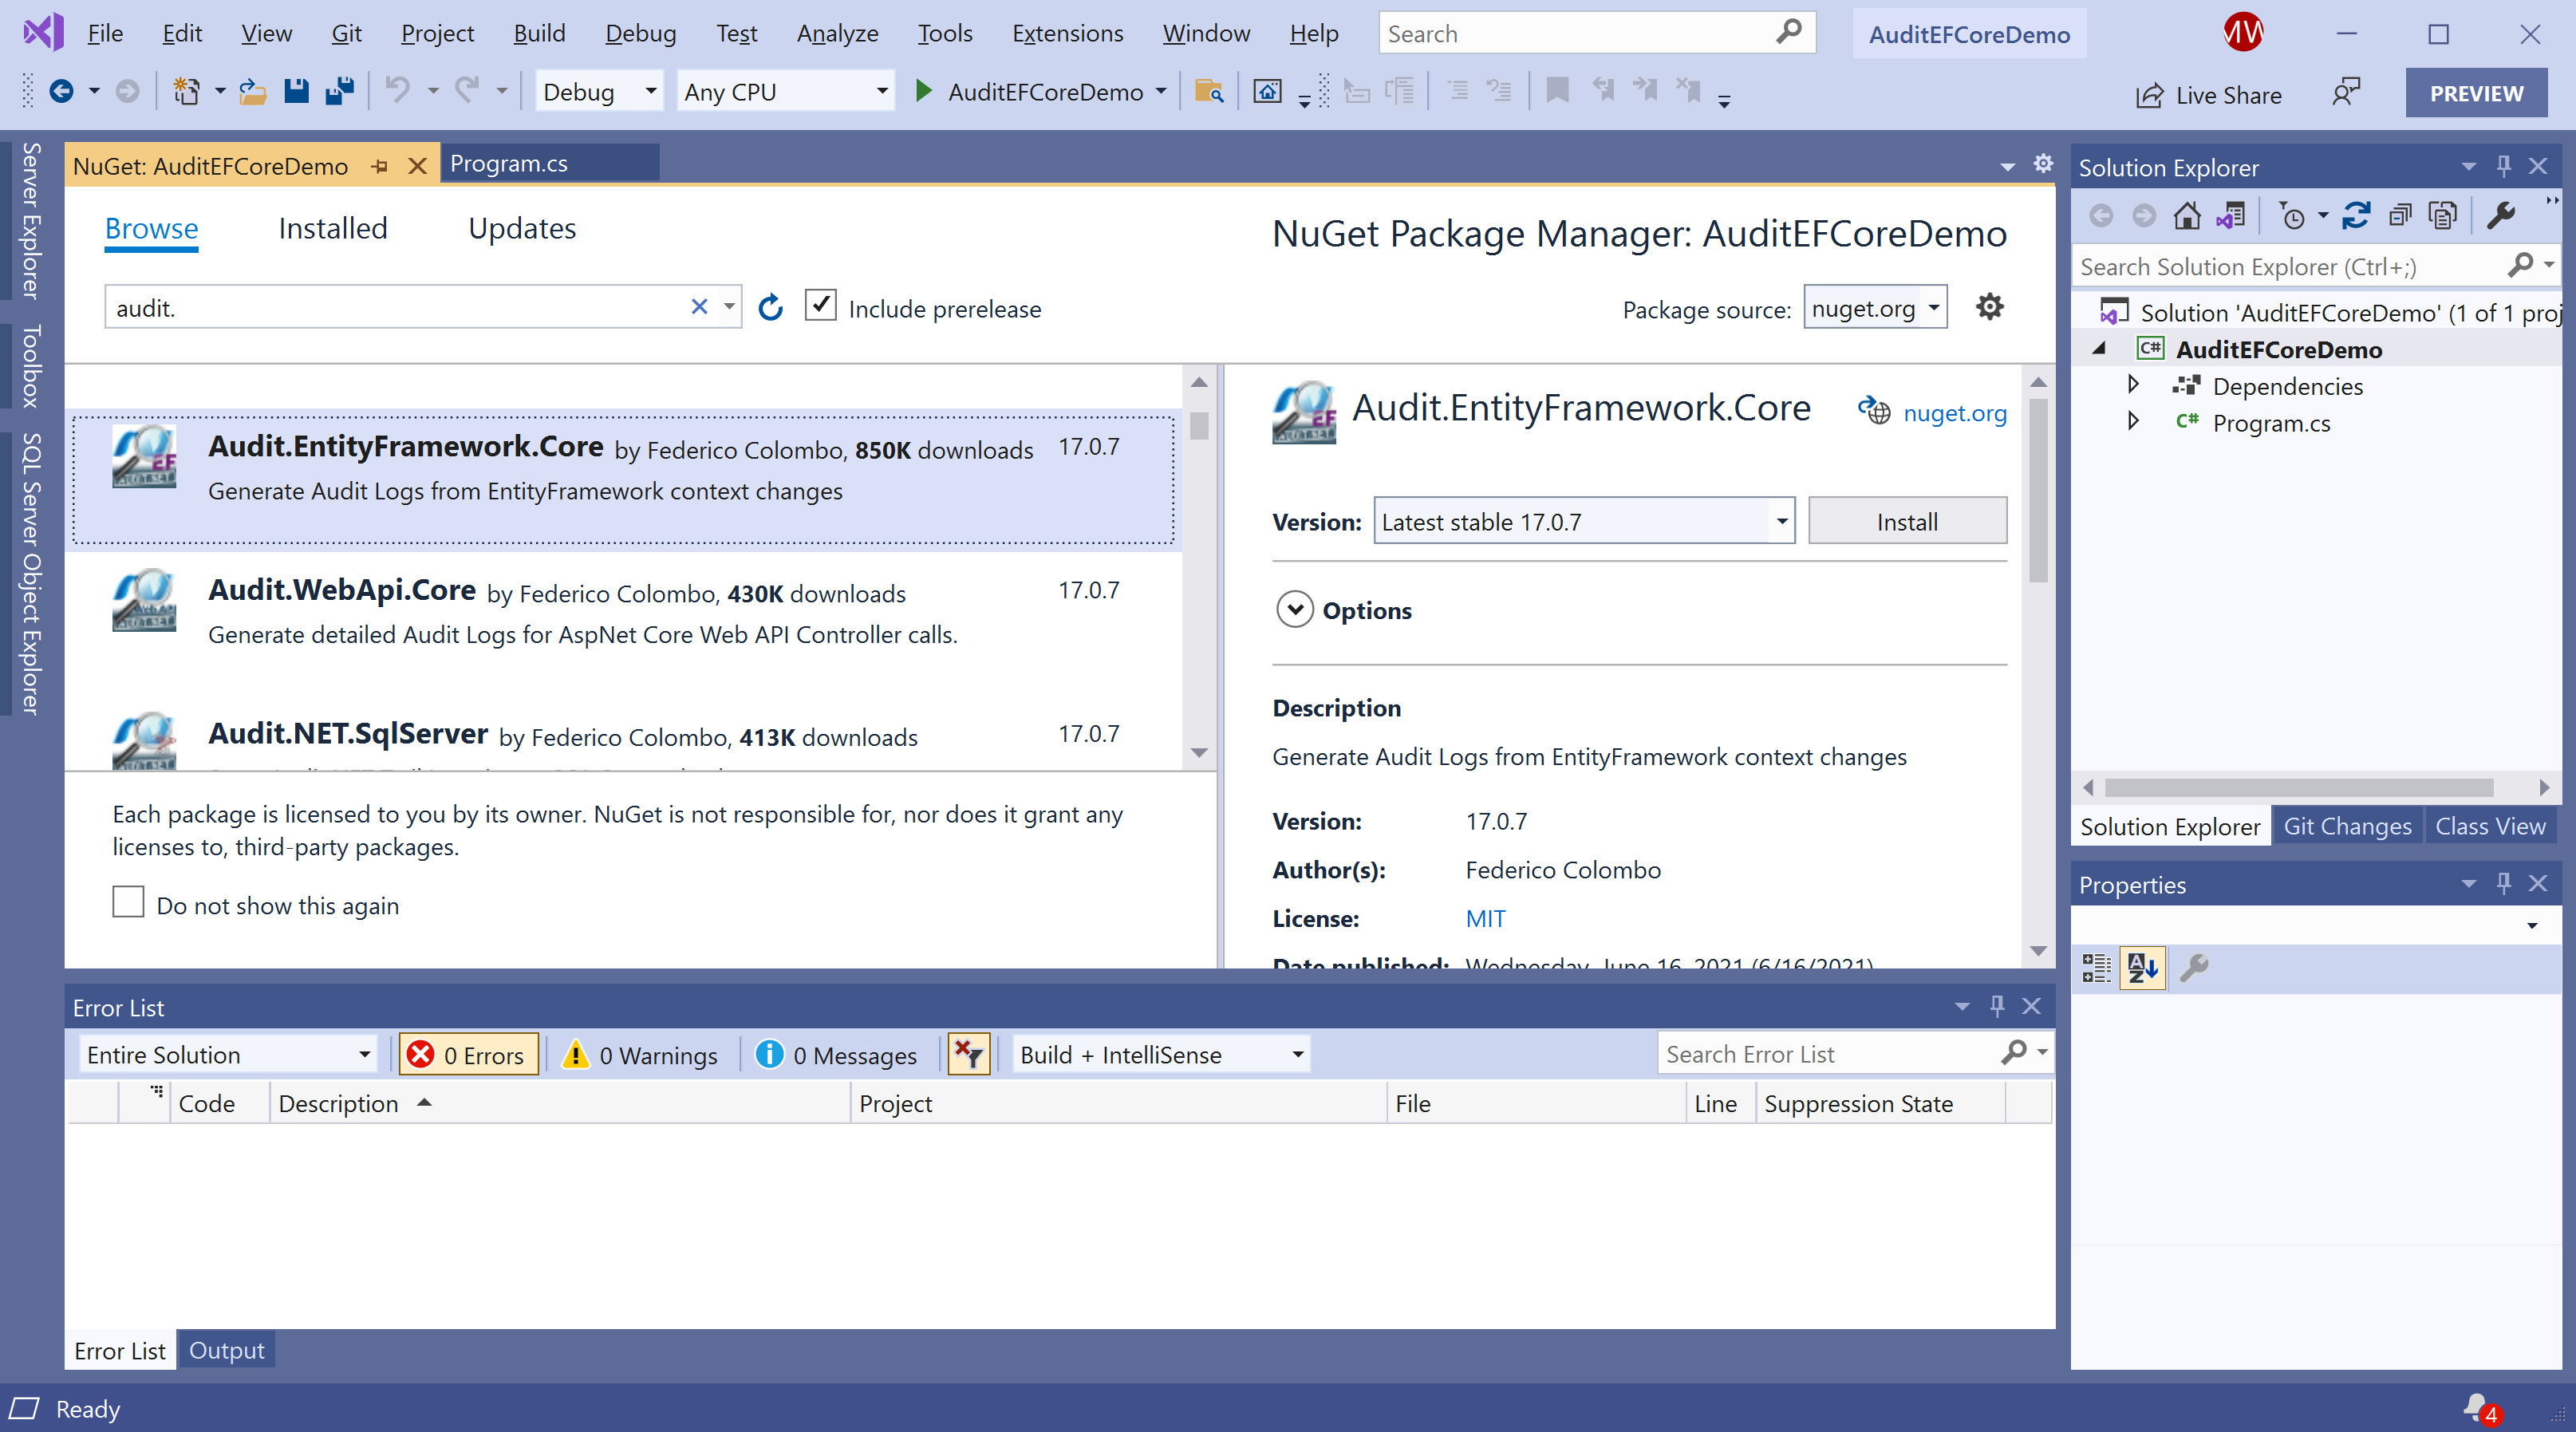 File Edit View Git Project Build Debug Test Analyze Tools Extensions Window Help Search AuditEFCoreDemo MW
Debug Any CPU AuditEFCoreDemo Live Share PREVIEW
Server Explorer
Toolbox
SQL Server Object Explorer
NuGet: AuditEFCoreDemo Program.cs
Browse Installed Updates
NuGet Package Manager: AuditEFCoreDemo
audit. Include prerelease
Package source: nuget.org
Audit.EntityFramework.Core by Federico Colombo, 850K downloads 17.0.7
Generate Audit Logs from EntityFramework context changes
Audit.WebApi.Core by Federico Colombo, 430K downloads 17.0.7
Generate detailed Audit Logs for AspNet Core Web API Controller calls.
Audit.NET.SqlServer by Federico Colombo, 413K downloads 17.0.7
Each package is licensed to you by its owner. NuGet is not responsible for, nor does it grant any
licenses to, third-party packages.
Do not show this again
Audit.EntityFramework.Core nuget.org
Version: Latest stable 17.0.7 Install
Options
Description
Generate Audit Logs from EntityFramework context changes
Version: 17.0.7
Author(s): Federico Colombo
License: MIT
Date published: Wednesday, June 16, 2021 (6/16/2021)
Solution Explorer
Search Solution Explorer (Ctrl+;)
Solution 'AuditEFCoreDemo' (1 of 1 proj
C# AuditEFCoreDemo
Dependencies
C# Program.cs
Solution Explorer Git Changes Class View
Properties
Error List
Entire Solution 0 Errors 0 Warnings 0 Messages Build + IntelliSense Search Error List
Code Description Project File Line Suppression State
Error List Output
Ready 4